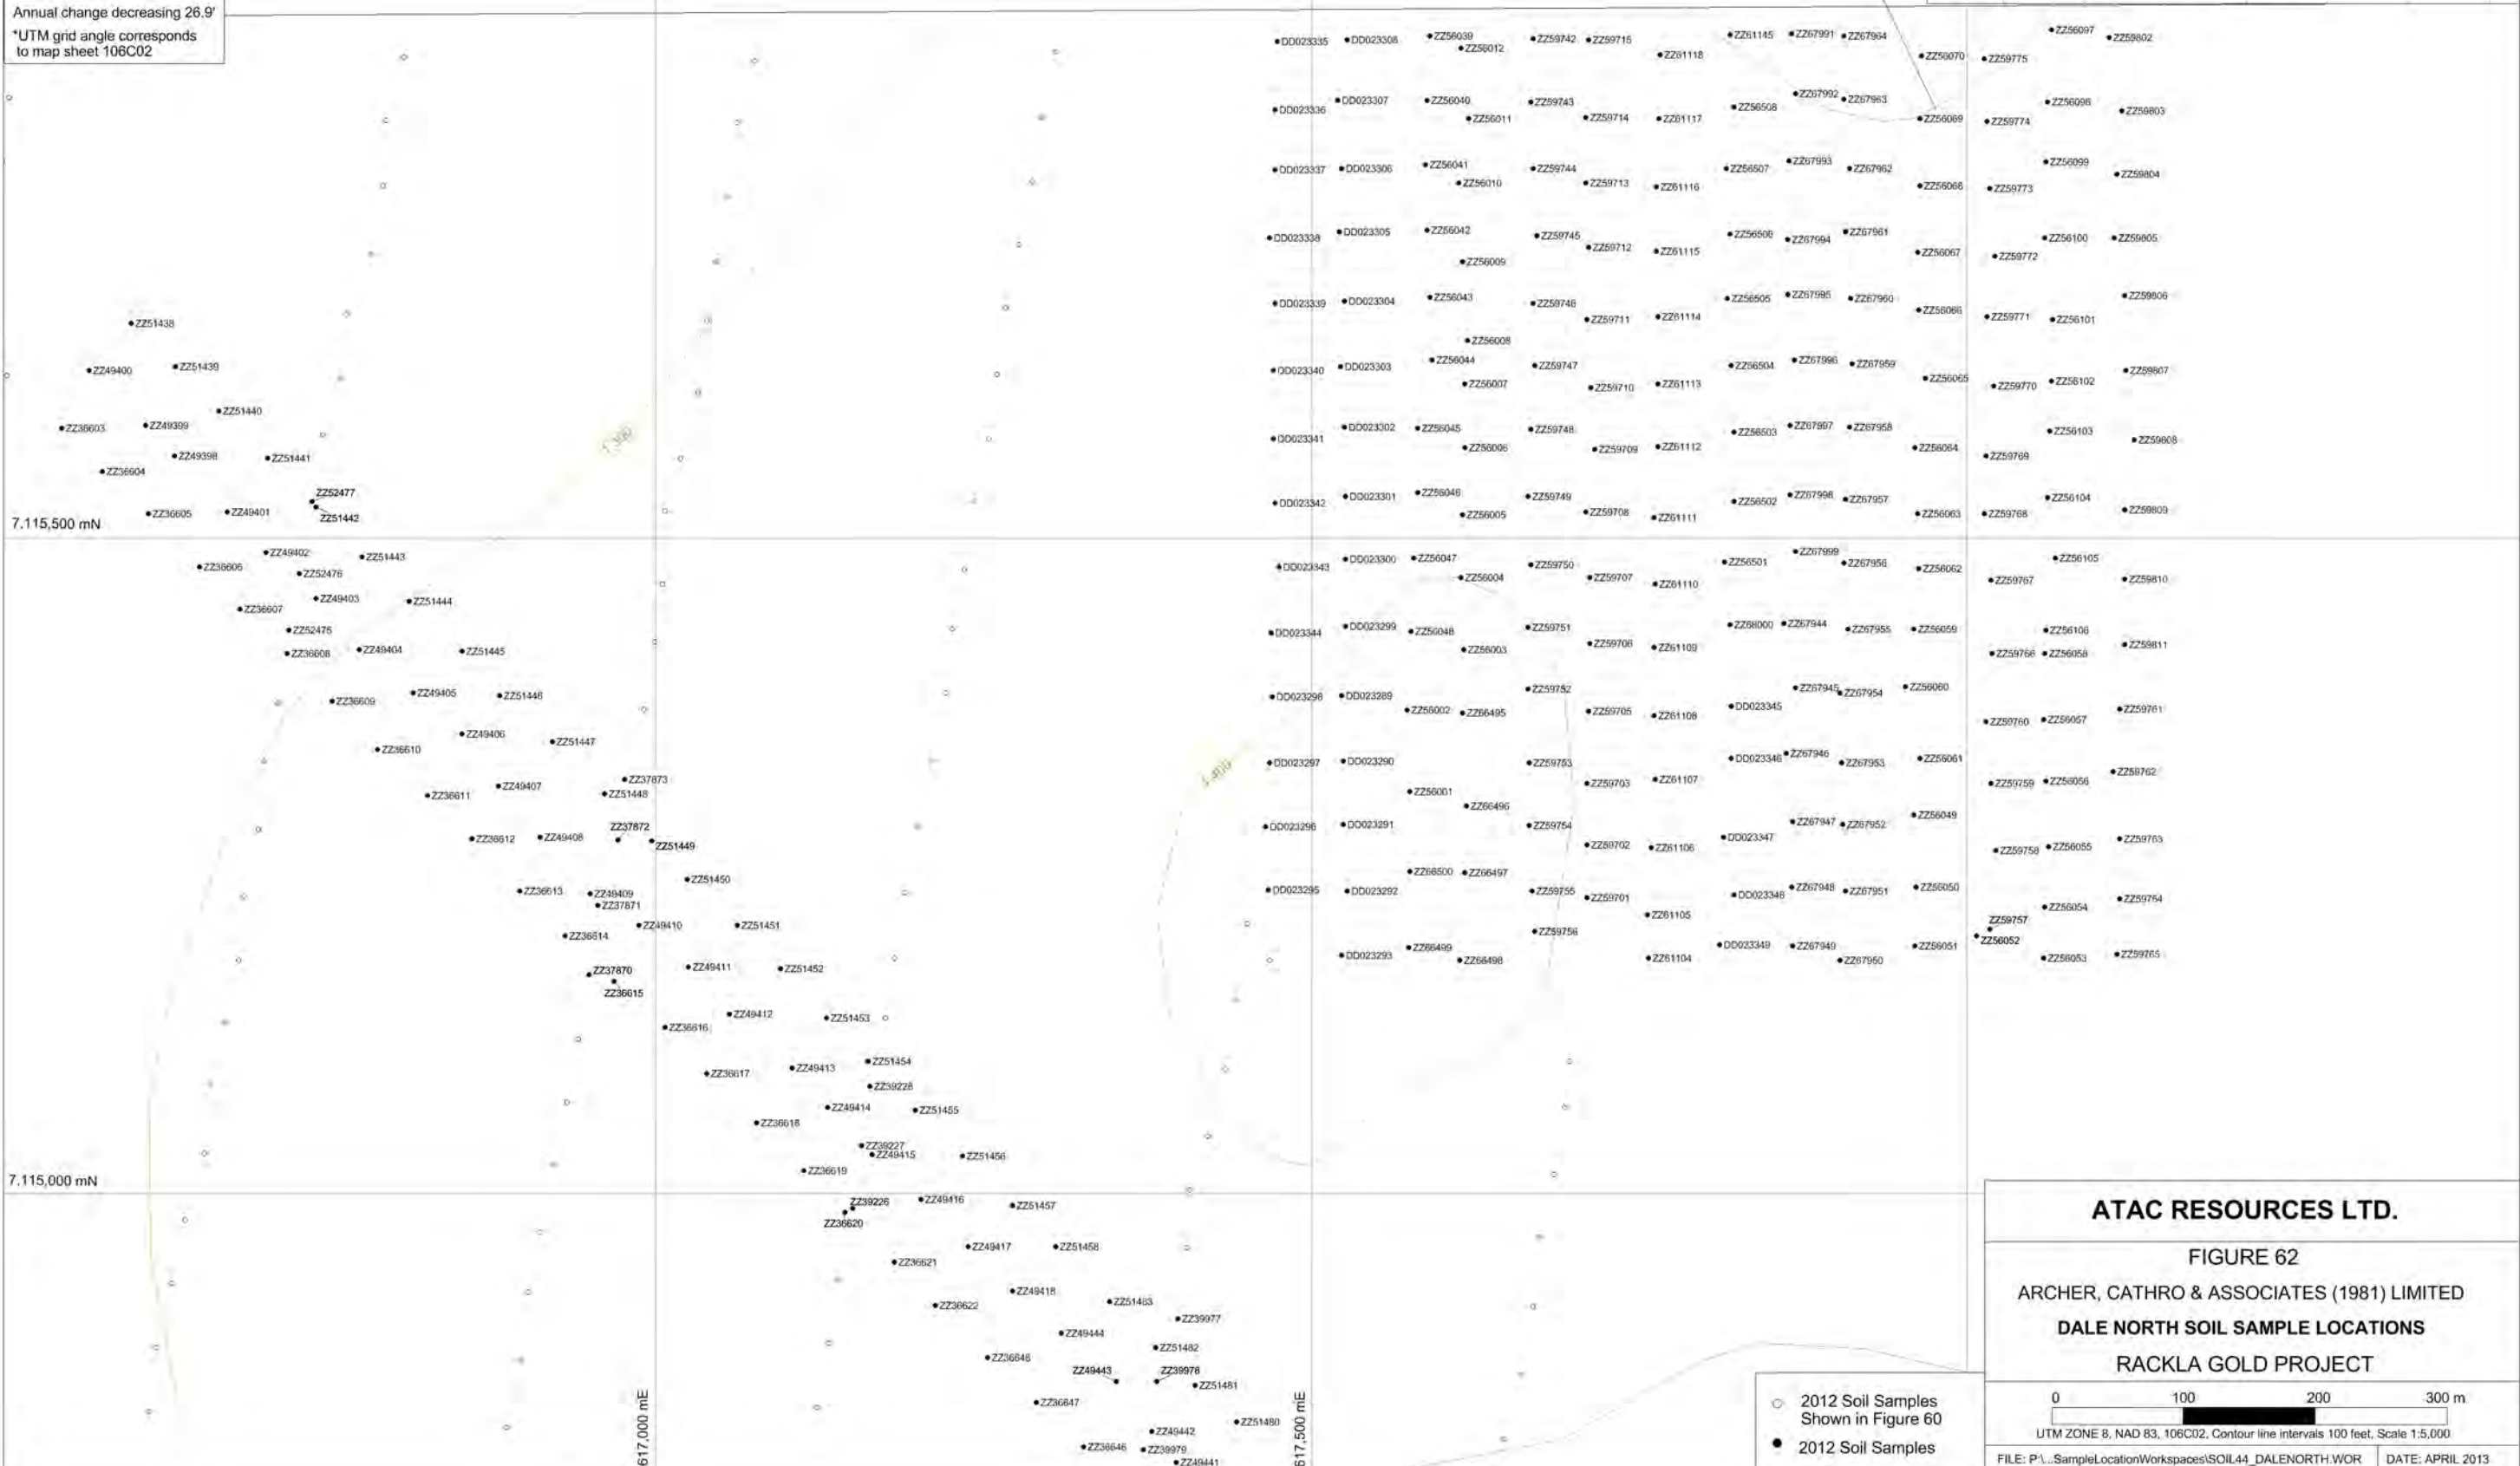 Annual change decreasing 26.9'
*UTM grid angle corresponds
to map sheet 106C02
DD023335 DD023308 ZZ56039 ZZ56012 ZZ59742 ZZ59715 ZZ61118 ZZ61145 ZZ67991 ZZ67964 ZZ56070 ZZ59775 ZZ56097 ZZ59802
DD023336 DD023307 ZZ56040 ZZ56011 ZZ59743 ZZ59714 ZZ61117 ZZ56508 ZZ67992 ZZ67963 ZZ56069 ZZ59774 ZZ56098 ZZ59803
DD023337 DD023306 ZZ56041 ZZ56010 ZZ59744 ZZ59713 ZZ61116 ZZ56507 ZZ67993 ZZ67962 ZZ56068 ZZ59773 ZZ56099 ZZ59804
DD023338 DD023305 ZZ56042 ZZ56009 ZZ59745 ZZ59712 ZZ61115 ZZ56506 ZZ67994 ZZ67961 ZZ56067 ZZ59772 ZZ56100 ZZ59805
DD023339 DD023304 ZZ56043 ZZ56008 ZZ59746 ZZ59711 ZZ61114 ZZ56505 ZZ67995 ZZ67960 ZZ56066 ZZ59771 ZZ56101 ZZ59806
DD023340 DD023303 ZZ56044 ZZ56007 ZZ59747 ZZ59710 ZZ61113 ZZ56504 ZZ67996 ZZ67959 ZZ56065 ZZ59770 ZZ56102 ZZ59807
DD023341 DD023302 ZZ56045 ZZ56006 ZZ59748 ZZ59709 ZZ61112 ZZ56503 ZZ67997 ZZ67958 ZZ56064 ZZ59769 ZZ56103 ZZ59808
DD023342 DD023301 ZZ56046 ZZ56005 ZZ59749 ZZ59708 ZZ61111 ZZ56502 ZZ67998 ZZ67957 ZZ56063 ZZ59768 ZZ56104 ZZ59809
DD023343 DD023300 ZZ56047 ZZ56004 ZZ59750 ZZ59707 ZZ61110 ZZ56501 ZZ67999 ZZ67956 ZZ56062 ZZ59767 ZZ56105 ZZ59810
DD023344 DD023299 ZZ56048 ZZ56003 ZZ59751 ZZ59706 ZZ61109 ZZ68000 ZZ67944 ZZ67955 ZZ56059 ZZ59766 ZZ56106 ZZ56058 ZZ59811
DD023298 DD023289 ZZ56002 ZZ66495 ZZ59752 ZZ59705 ZZ61108 DD023345 ZZ67945 ZZ67954 ZZ56060 ZZ59760 ZZ56057 ZZ59761
DD023297 DD023290 ZZ56001 ZZ66496 ZZ59753 ZZ59703 ZZ61107 DD023346 ZZ67946 ZZ67953 ZZ56061 ZZ59759 ZZ56056 ZZ59762
DD023296 DD023291 ZZ66500 ZZ66497 ZZ59754 ZZ59702 ZZ61106 DD023347 ZZ67947 ZZ67952 ZZ56049 ZZ59758 ZZ56055 ZZ59763
DD023295 DD023292 ZZ59755 ZZ59701 ZZ61105 DD023348 ZZ67948 ZZ67951 ZZ56050 ZZ59757 ZZ56054 ZZ59764
DD023293 ZZ66499 ZZ66498 ZZ59756 ZZ61104 DD023349 ZZ67949 ZZ67950 ZZ56051 ZZ56052 ZZ56053 ZZ59765
ZZ51438
ZZ49400 ZZ51439
ZZ51440
ZZ36603 ZZ49399
ZZ49398 ZZ51441
ZZ36604
ZZ52477
ZZ36605 ZZ49401 ZZ51442
7,115,500 mN
1,300
ZZ49402 ZZ51443
ZZ36606 ZZ52476
ZZ49403 ZZ51444
ZZ36607
ZZ52475
ZZ36608 ZZ49404 ZZ51445
ZZ36609 ZZ49405 ZZ51446
ZZ49406 ZZ51447
ZZ36610
ZZ37873
ZZ36611 ZZ49407 ZZ51448
1,400
ZZ37872
ZZ36612 ZZ49408 ZZ51449
ZZ51450
ZZ36613 ZZ49409
ZZ37871
ZZ36614 ZZ49410 ZZ51451
ZZ37870 ZZ49411 ZZ51452
ZZ36615
ZZ49412 ZZ51453
ZZ36616
ZZ36617 ZZ49413 ZZ51454
ZZ39228
ZZ49414 ZZ51455
ZZ36618
ZZ39227
ZZ49415 ZZ51456
ZZ36619
7,115,000 mN
ZZ39226 ZZ49416 ZZ51457
ZZ36620
ZZ49417 ZZ51458
ZZ36621
ZZ49418 ZZ51483
ZZ36622
ZZ39977
ZZ49444
ZZ51482
ZZ36648
ZZ49443 ZZ39978
ZZ51481
ZZ36647
ZZ51480
ZZ49442
ZZ36646 ZZ39979
ZZ49441
617,000 mE
617,500 mE
2012 Soil Samples
Shown in Figure 60
2012 Soil Samples
ATAC RESOURCES LTD.
FIGURE 62
ARCHER, CATHRO & ASSOCIATES (1981) LIMITED
DALE NORTH SOIL SAMPLE LOCATIONS
RACKLA GOLD PROJECT
0 100 200 300 m
UTM ZONE 8, NAD 83, 106C02, Contour line intervals 100 feet, Scale 1:5,000
FILE: P:\...SampleLocationWorkspaces\SOIL44_DALENORTH.WOR DATE: APRIL 2013